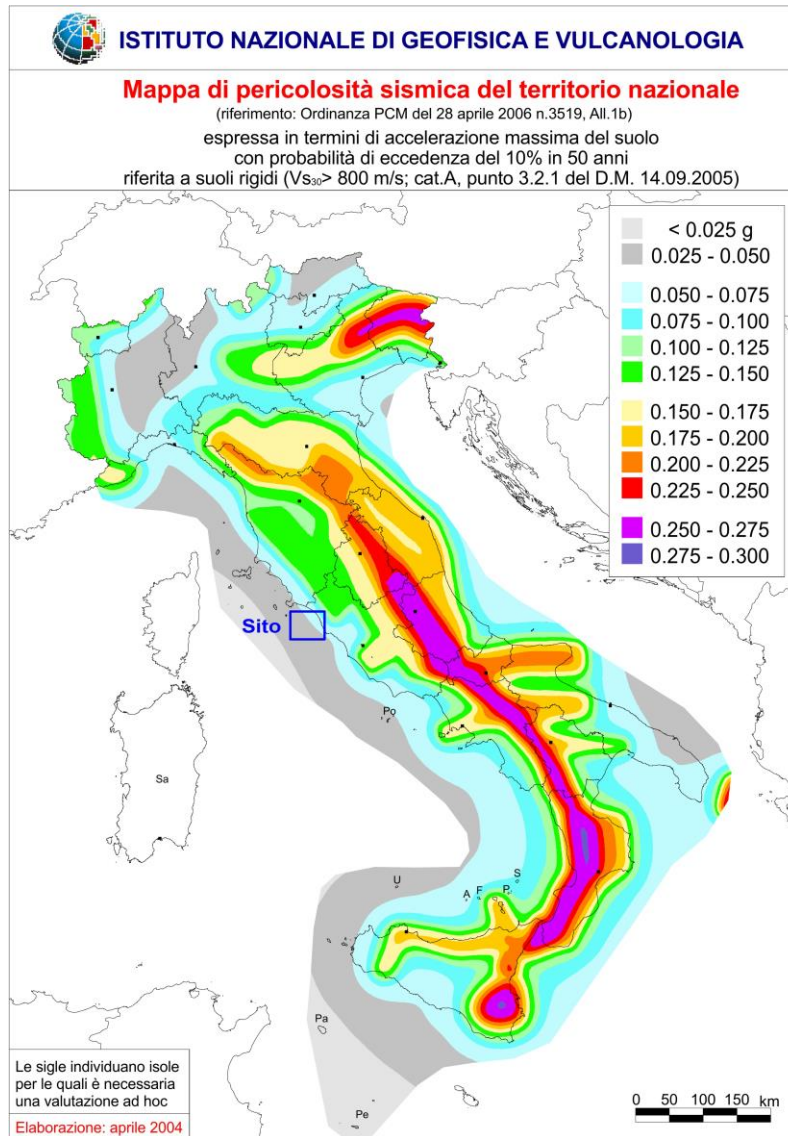 ISTITUTO NAZIONALE DI GEOFISICA E VULCANOLOGIA
Mappa di pericolosità sismica del territorio nazionale
(riferimento: Ordinanza PCM del 28 aprile 2006 n.3519, All.1b)
espressa in termini di accelerazione massima del suolo
con probabilità di eccedenza del 10% in 50 anni
riferita a suoli rigidi (Vs₃₀> 800 m/s; cat.A, punto 3.2.1 del D.M. 14.09.2005)
< 0.025 g
0.025 - 0.050
0.050 - 0.075
0.075 - 0.100
0.100 - 0.125
0.125 - 0.150
0.150 - 0.175
0.175 - 0.200
0.200 - 0.225
0.225 - 0.250
0.250 - 0.275
0.275 - 0.300
Sito
Po
Sa
U
A
F
P
S
Pa
Pe
Le sigle individuano isole
per le quali è necessaria
una valutazione ad hoc
Elaborazione: aprile 2004
0 50 100 150 km